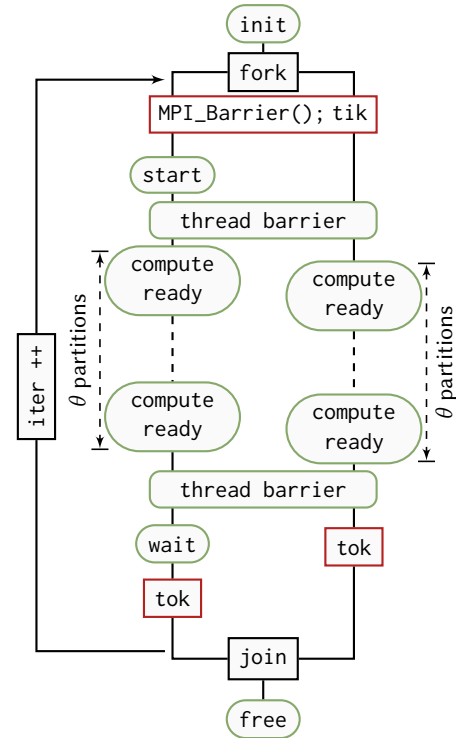 init
fork
MPI_Barrier(); tik
start
thread barrier
compute
ready
compute
ready
θ partitions
θ partitions
iter ++
compute
ready
compute
ready
thread barrier
wait
tok
tok
join
free